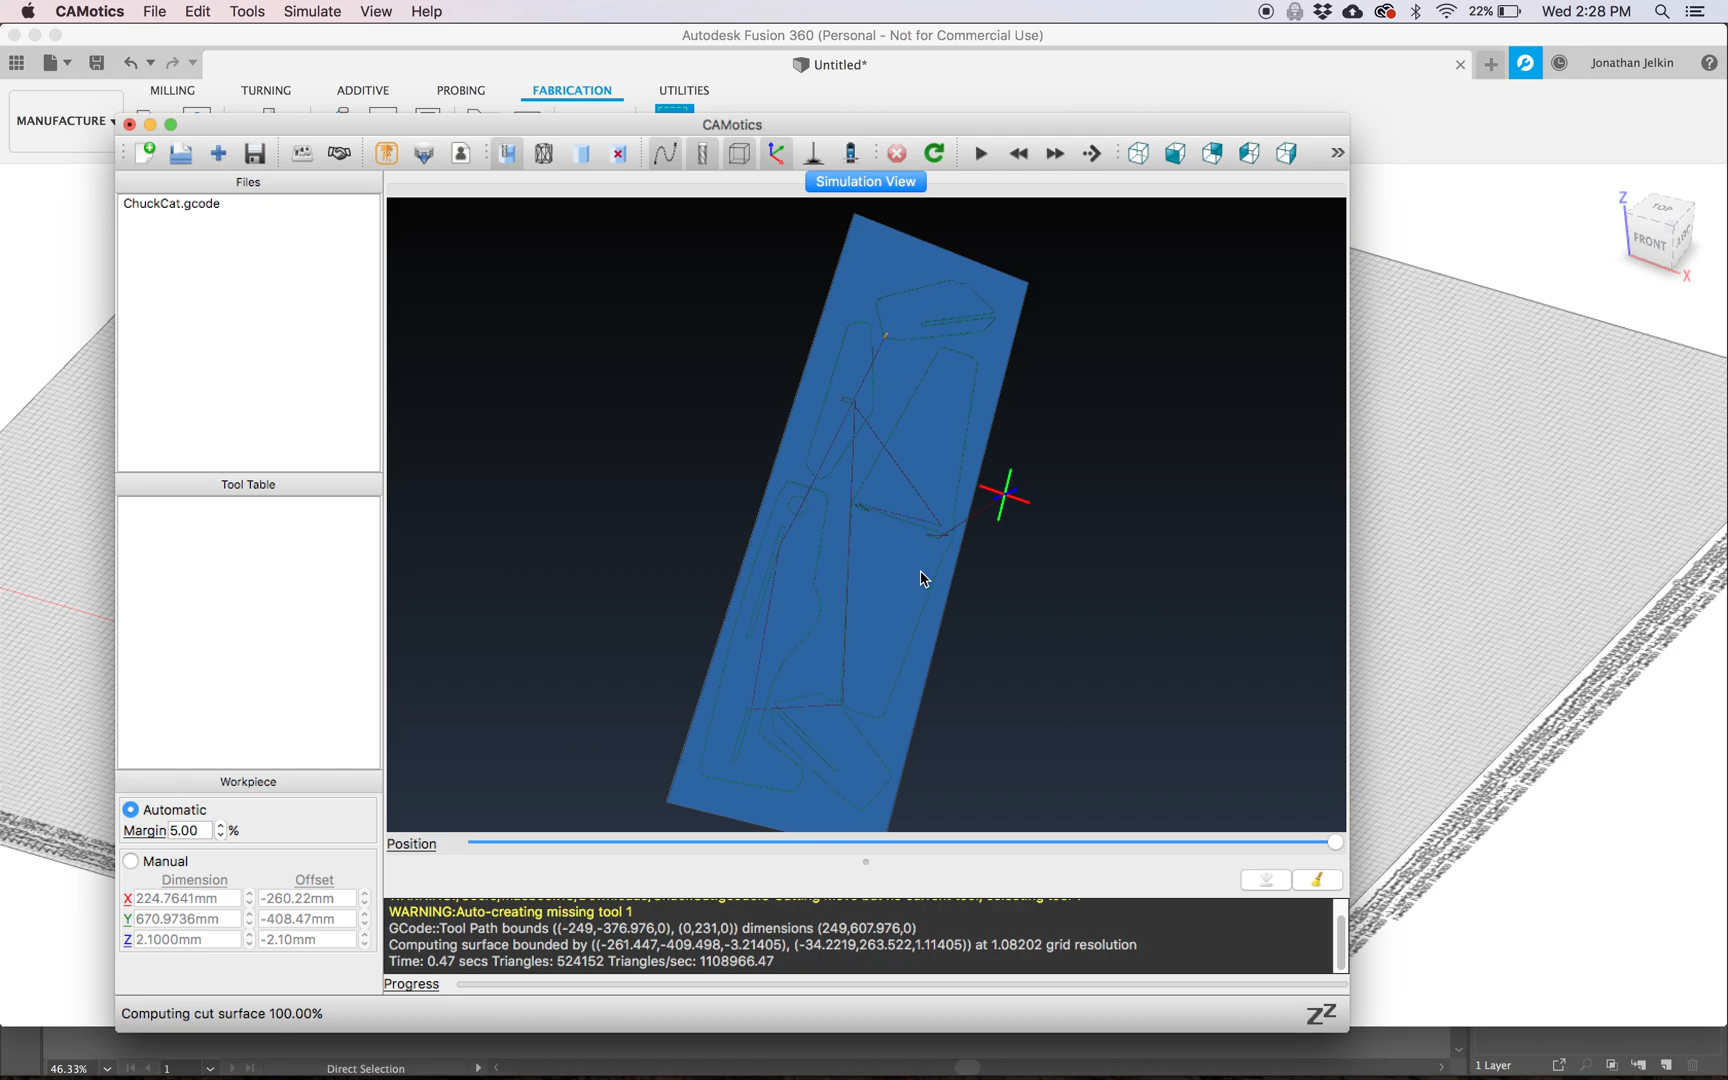 CAMotics File Edit Tools Simulate View Help 22% Wed 2:28 PM
Autodesk Fusion 360 (Personal - Not for Commercial Use)
Untitled* Jonathan Jelkin
MILLING TURNING ADDITIVE PROBING FABRICATION UTILITIES
MANUFACTURE
CAMotics
Files
Simulation View
ChuckCat.gcode
Z TOP
FRONT
X
Tool Table
Workpiece
Automatic
Margin 5.00 %
Manual
Dimension Offset
X 224.7641mm -260.22mm
Y 670.9736mm -408.47mm
Z 2.1000mm -2.10mm
Position
WARNING:Auto-creating missing tool 1
GCode::Tool Path bounds ((-249,-376.976,0), (0,231,0)) dimensions (249,607.976,0)
Computing surface bounded by ((-261.447,-409.498,-3.21405), (-34.2219,263.522,1.11405)) at 1.08202 grid resolution
Time: 0.47 secs Triangles: 524152 Triangles/sec: 1108966.47
Progress
Computing cut surface 100.00% ZZ
46.33% 1 Direct Selection 1 Layer